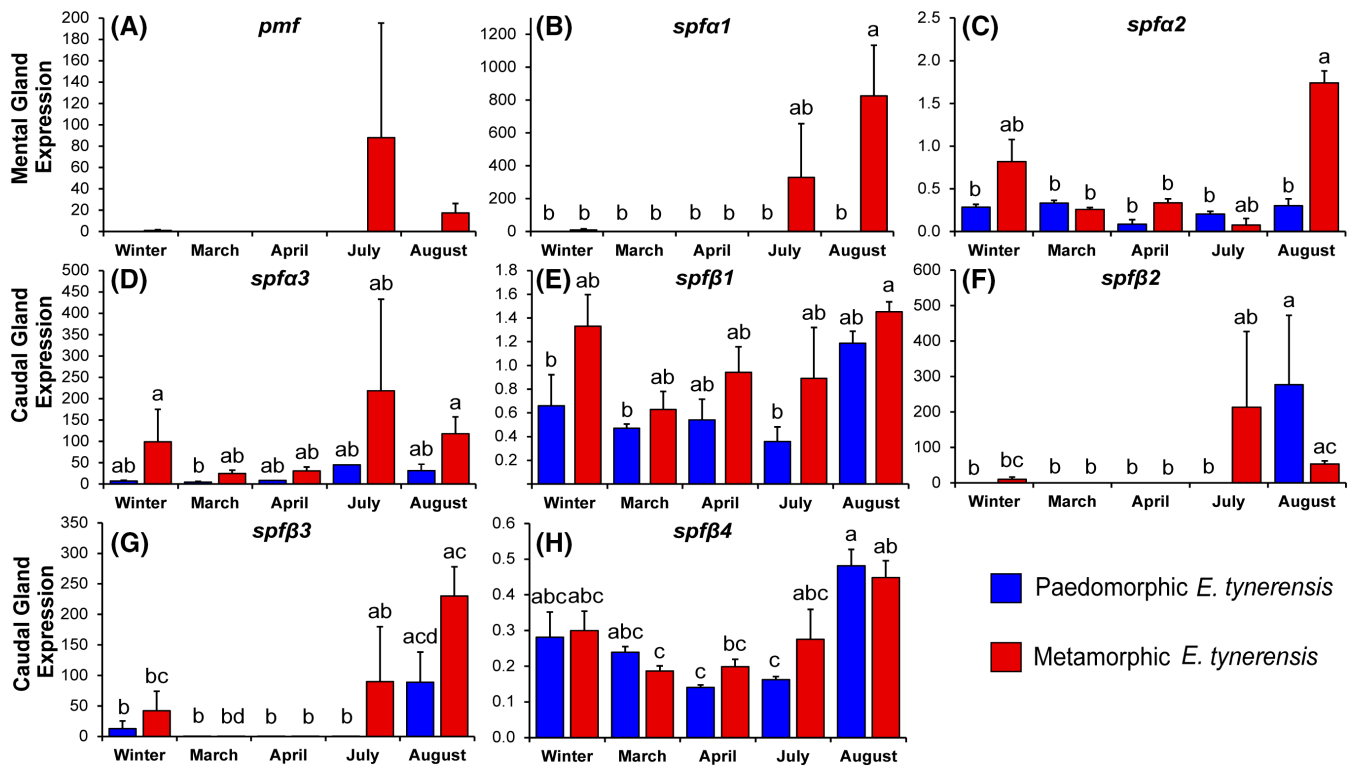 (A) pmf
Mental Gland
Expression
200
180
160
140
120
100
80
60
40
20
0
Winter March April July August
(B) spfα1
1200
1000
800
600
400
200
0
b b b b b b b ab b a
Winter March April July August
(C) spfα2
2.5
2.0
1.5
1.0
0.5
0.0
b ab b b b b b ab b a
Winter March April July August
(D) spfα3
Caudal Gland
Expression
500
450
400
350
300
250
200
150
100
50
0
ab a b ab ab ab ab ab ab a
Winter March April July August
(E) spfβ1
1.8
1.6
1.4
1.2
1.0
0.8
0.6
0.4
0.2
b ab b ab ab ab b ab ab a
Winter March April July August
(F) spfβ2
600
500
400
300
200
100
0
b bc b b b b b ab a ac
Winter March April July August
(G) spfβ3
Caudal Gland
Expression
350
300
250
200
150
100
50
0
b bc b bd b b b ab acd ac
Winter March April July August
(H) spfβ4
0.6
0.5
0.4
0.3
0.2
0.1
0.0
abc abc abc c c bc c abc a ab
Winter March April July August
Paedomorphic E. tynerensis
Metamorphic E. tynerensis